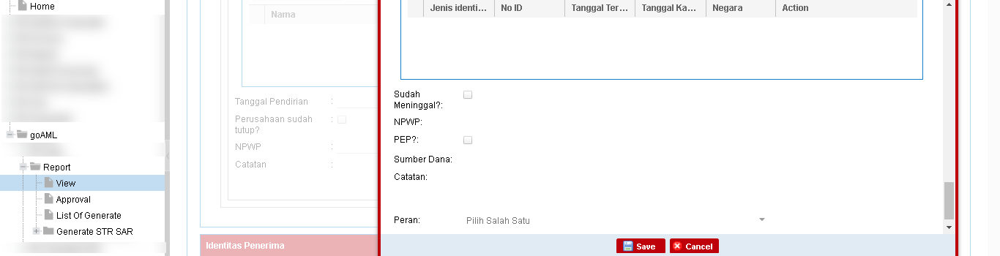 Home
goAML
Report
View
Approval
List Of Generate
Generate STR SAR
Nama
Tanggal Pendirian :
Perusahaan sudah tutup? :
NPWP :
Catatan :
Identitas Penerima
Jenis identi... No ID Tanggal Ter... Tanggal Ka... Negara Action
Sudah
Meninggal?:
NPWP:
PEP?:
Sumber Dana:
Catatan:
Peran: Pilih Salah Satu
Save Cancel